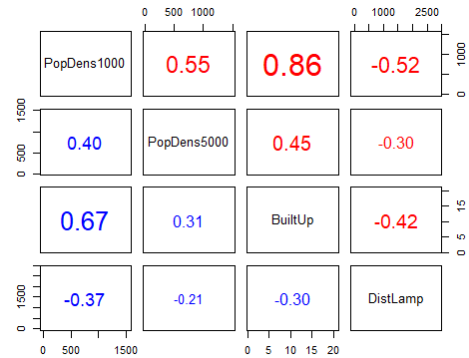 0 500 1000
0 1000 2500
PopDens1000 0.55 0.86 -0.52
0 1000
0 500 1500
0.40 PopDens5000 0.45 -0.30
0.67 0.31 BuiltUp -0.42
0 5 15
0 1500
-0.37 -0.21 -0.30 DistLamp
0 500 1500
0 5 10 15 20